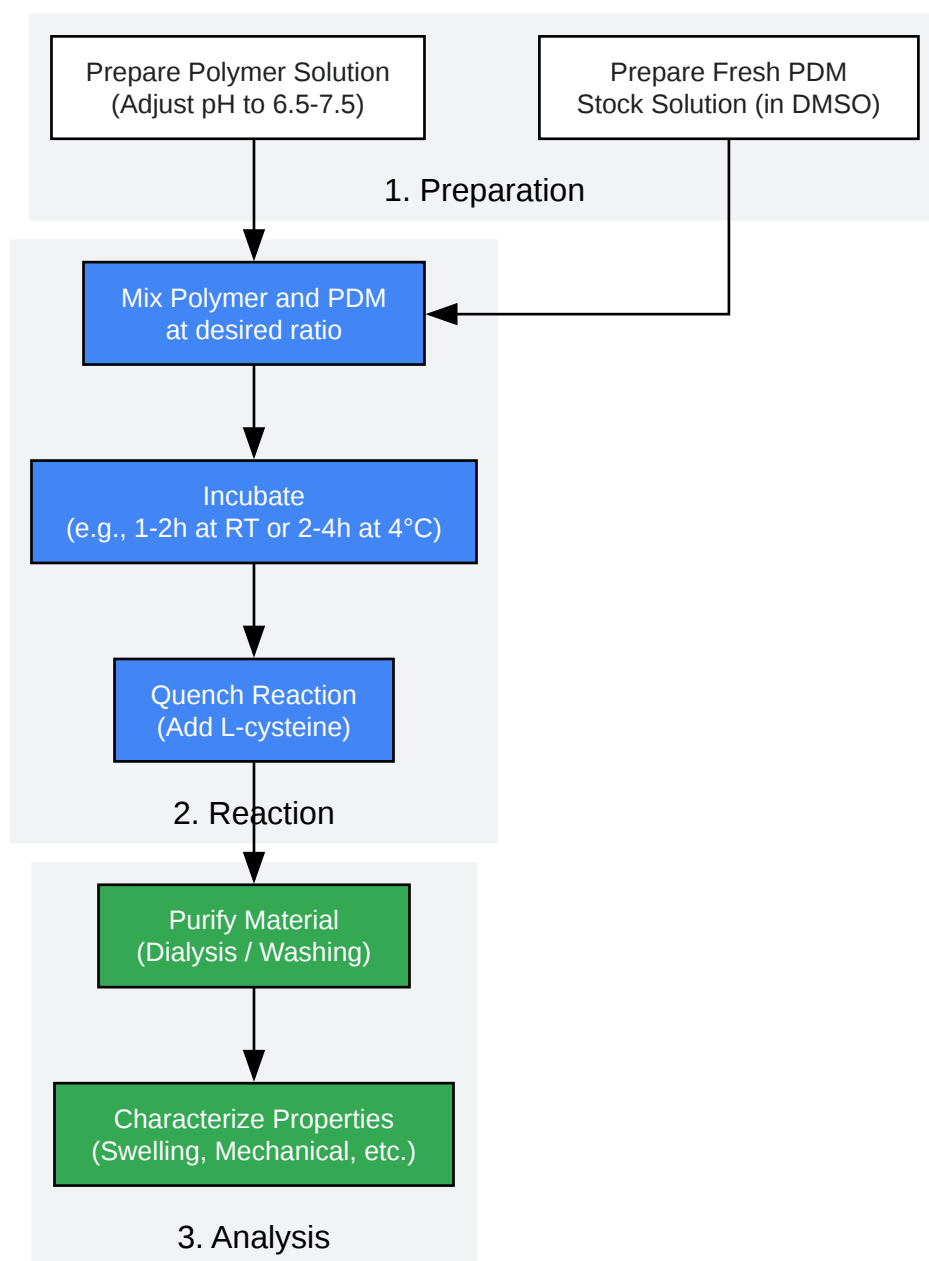 Prepare Polymer Solution
(Adjust pH to 6.5-7.5)
Prepare Fresh PDM
Stock Solution (in DMSO)
1. Preparation
Mix Polymer and PDM
at desired ratio
Incubate
(e.g., 1-2h at RT or 2-4h at 4°C)
Quench Reaction
(Add L-cysteine)
2. Reaction
Purify Material
(Dialysis / Washing)
Characterize Properties
(Swelling, Mechanical, etc.)
3. Analysis